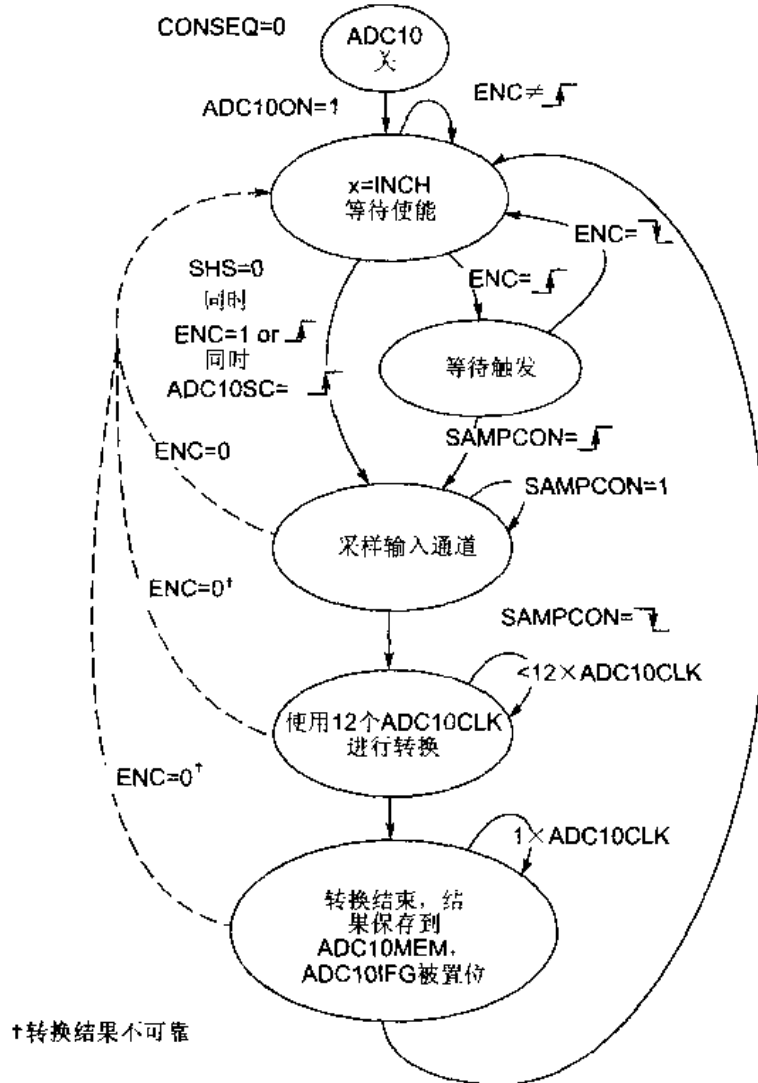 CONSEQ=0
ADC10
关
ADC10ON=1
ENC≠
x=INCH
等待使能
ENC=
SHS=0
同时
ENC=1 or
同时
ADC10SC=
ENC=
等待触发
SAMPCON=
ENC=0
SAMPCON=1
采样输入通道
ENC=0†
SAMPCON=
<12×ADC10CLK
使用12个ADC10CLK
进行转换
ENC=0†
1×ADC10CLK
转换结束，结
果保存到
ADC10MEM，
ADC10IFG被置位
†转换结果不可靠